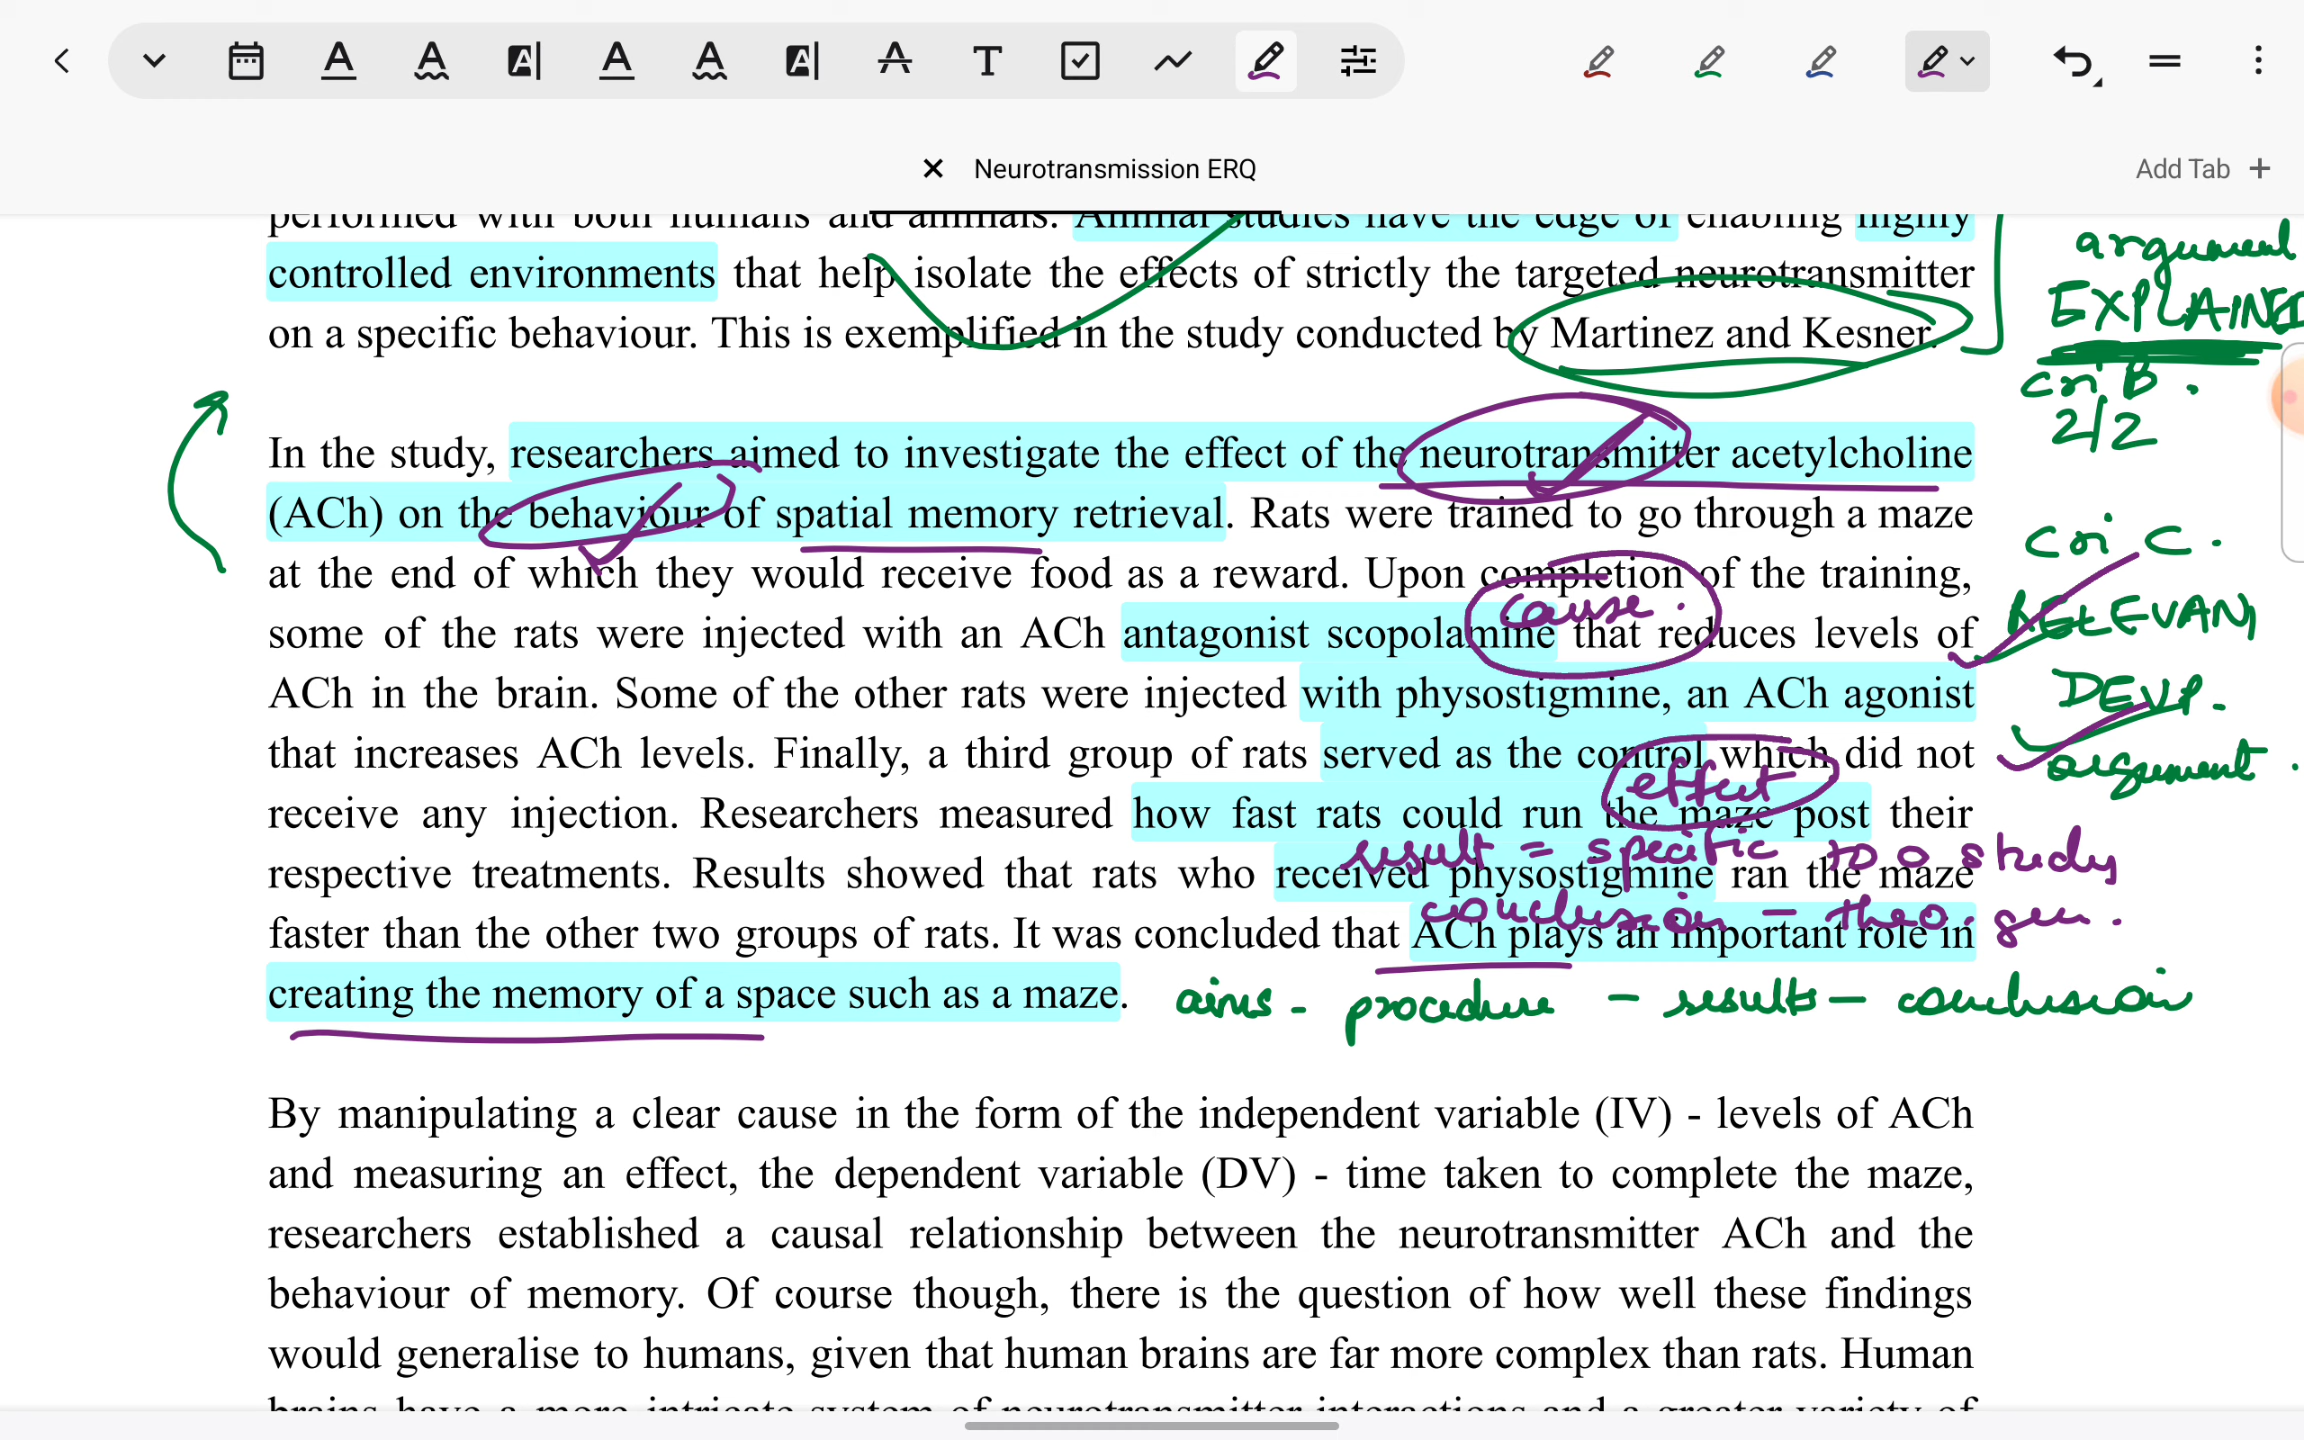 Neurotransmission ERQ
Add Tab
performed with both humans and animals. Animal studies have the edge of enabling highly
controlled environments that help isolate the effects of strictly the targeted neurotransmitter
on a specific behaviour. This is exemplified in the study conducted by Martinez and Kesner.
argument
EXPLAINED
cri B.
2/2
In the study, researchers aimed to investigate the effect of the neurotransmitter acetylcholine
(ACh) on the behaviour of spatial memory retrieval. Rats were trained to go through a maze
at the end of which they would receive food as a reward. Upon completion of the training,
some of the rats were injected with an ACh antagonist scopolamine that reduces levels of
ACh in the brain. Some of the other rats were injected with physostigmine, an ACh agonist
that increases ACh levels. Finally, a third group of rats served as the control which did not
receive any injection. Researchers measured how fast rats could run the maze post their
respective treatments. Results showed that rats who received physostigmine ran the maze
faster than the other two groups of rats. It was concluded that ACh plays an important role in
creating the memory of a space such as a maze.
cri C.
RELEVAN
DEVP.
argument.
cause.
effect
result = specific to a study
conclusion - theo. gen.
aims - procedure - results - conclusion
By manipulating a clear cause in the form of the independent variable (IV) - levels of ACh
and measuring an effect, the dependent variable (DV) - time taken to complete the maze,
researchers established a causal relationship between the neurotransmitter ACh and the
behaviour of memory. Of course though, there is the question of how well these findings
would generalise to humans, given that human brains are far more complex than rats. Human
brains have a more intricate system of neurotransmitter interactions and a greater variety of